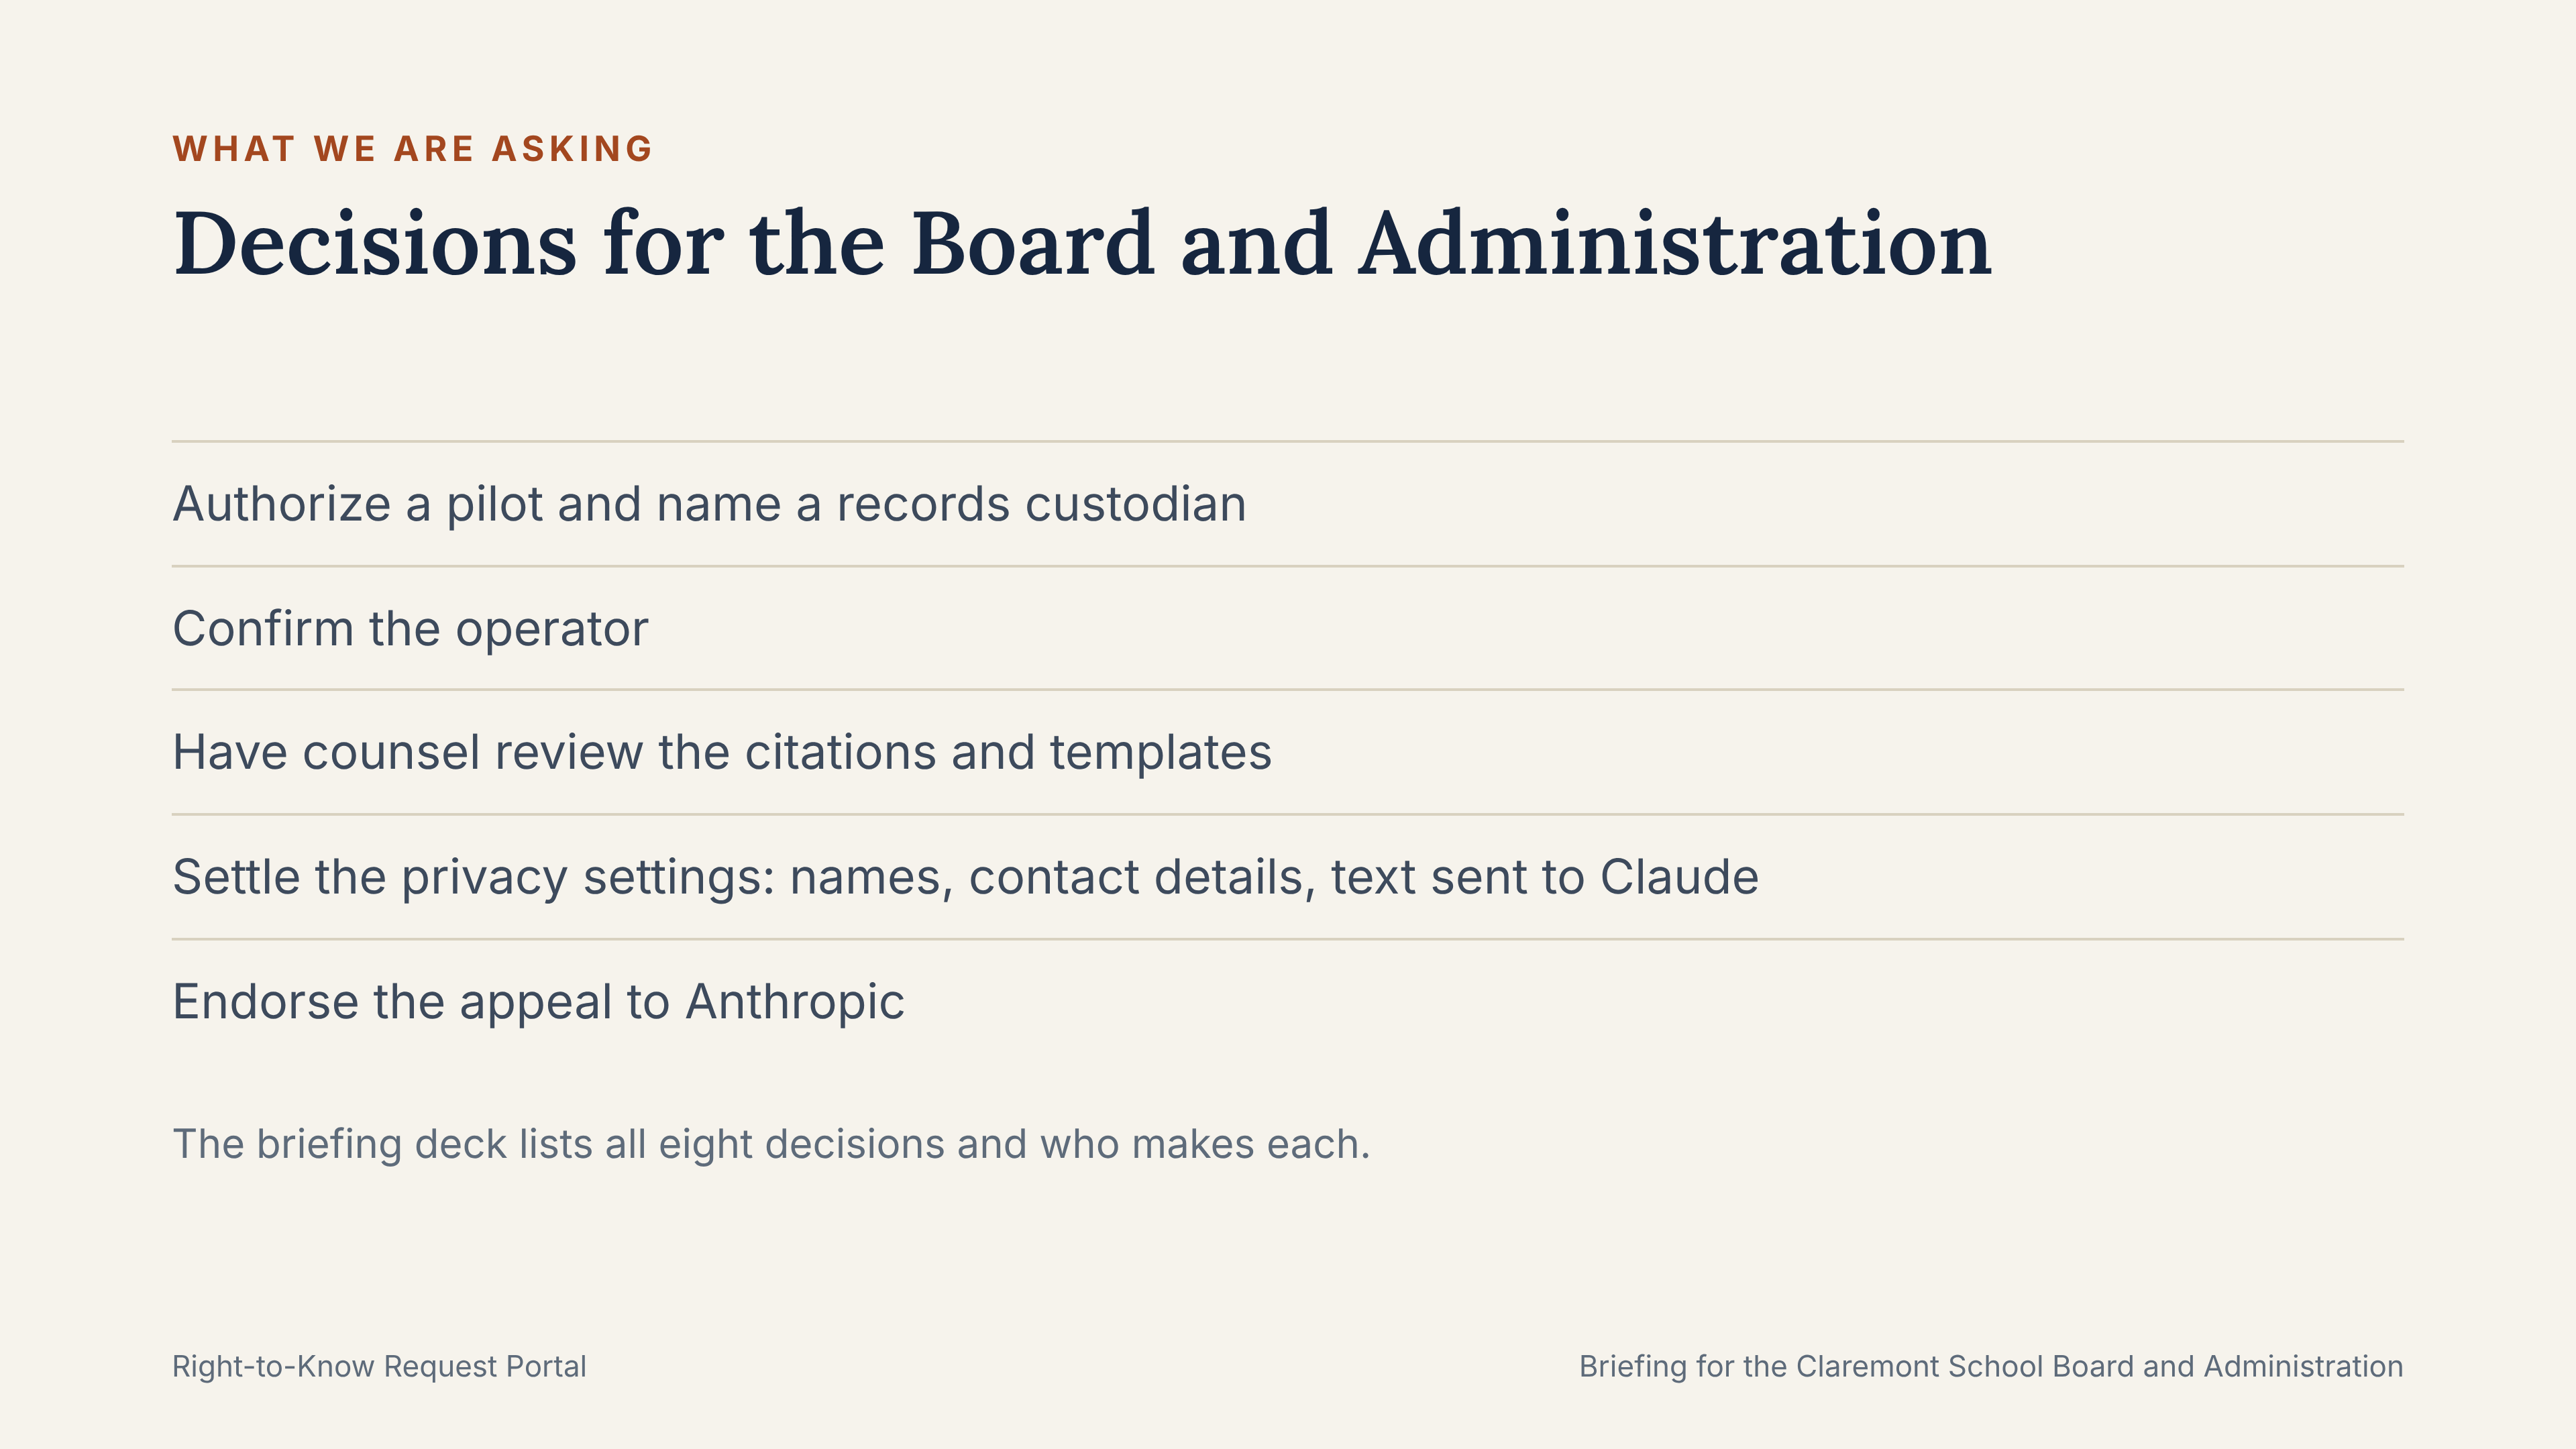 WHAT WE ARE ASKING
Decisions for the Board and Administration
Authorize a pilot and name a records custodian
Confirm the operator
Have counsel review the citations and templates
Settle the privacy settings: names, contact details, text sent to Claude
Endorse the appeal to Anthropic
The briefing deck lists all eight decisions and who makes each.
Right-to-Know Request Portal
Briefing for the Claremont School Board and Administration